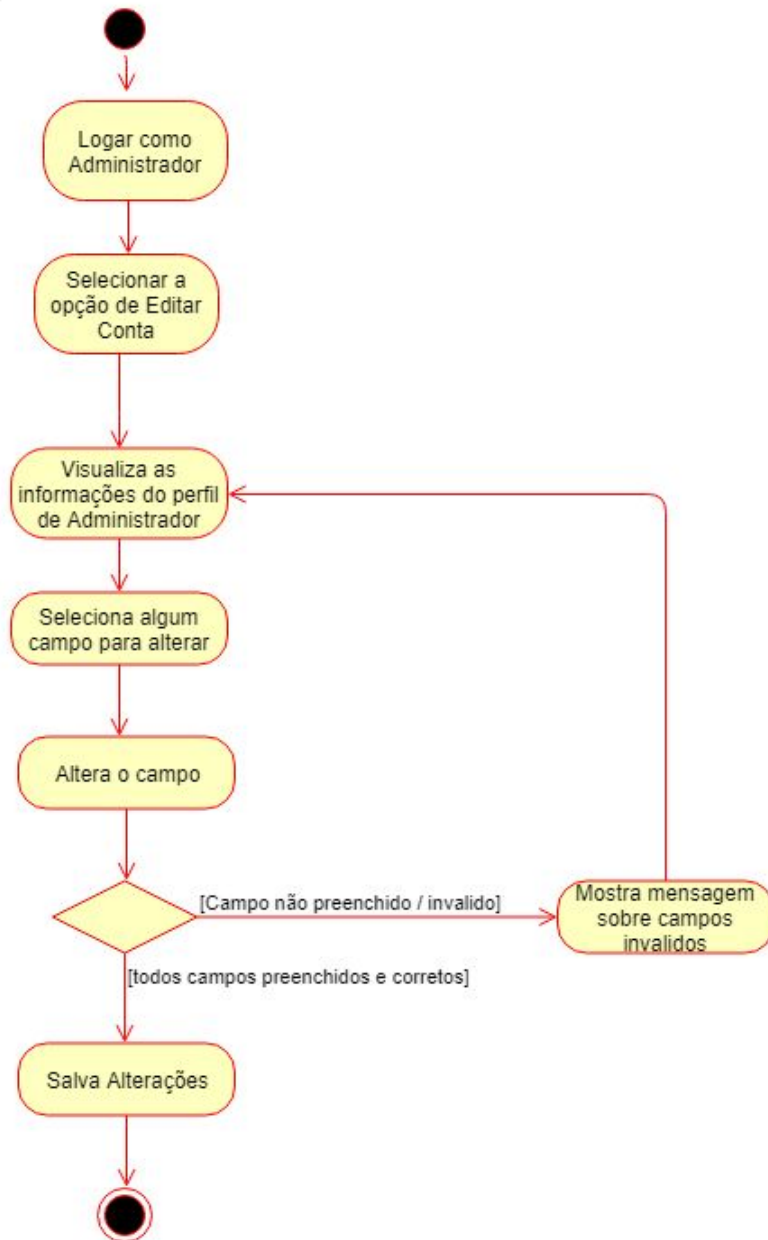 Logar como
Administrador
Selecionar a
opção de Editar
Conta
Visualiza as
informações do perfil
de Administrador
Seleciona algum
campo para alterar
Altera o campo
[Campo não preenchido / invalido]
Mostra mensagem
sobre campos
invalidos
[todos campos preenchidos e corretos]
Salva Alterações